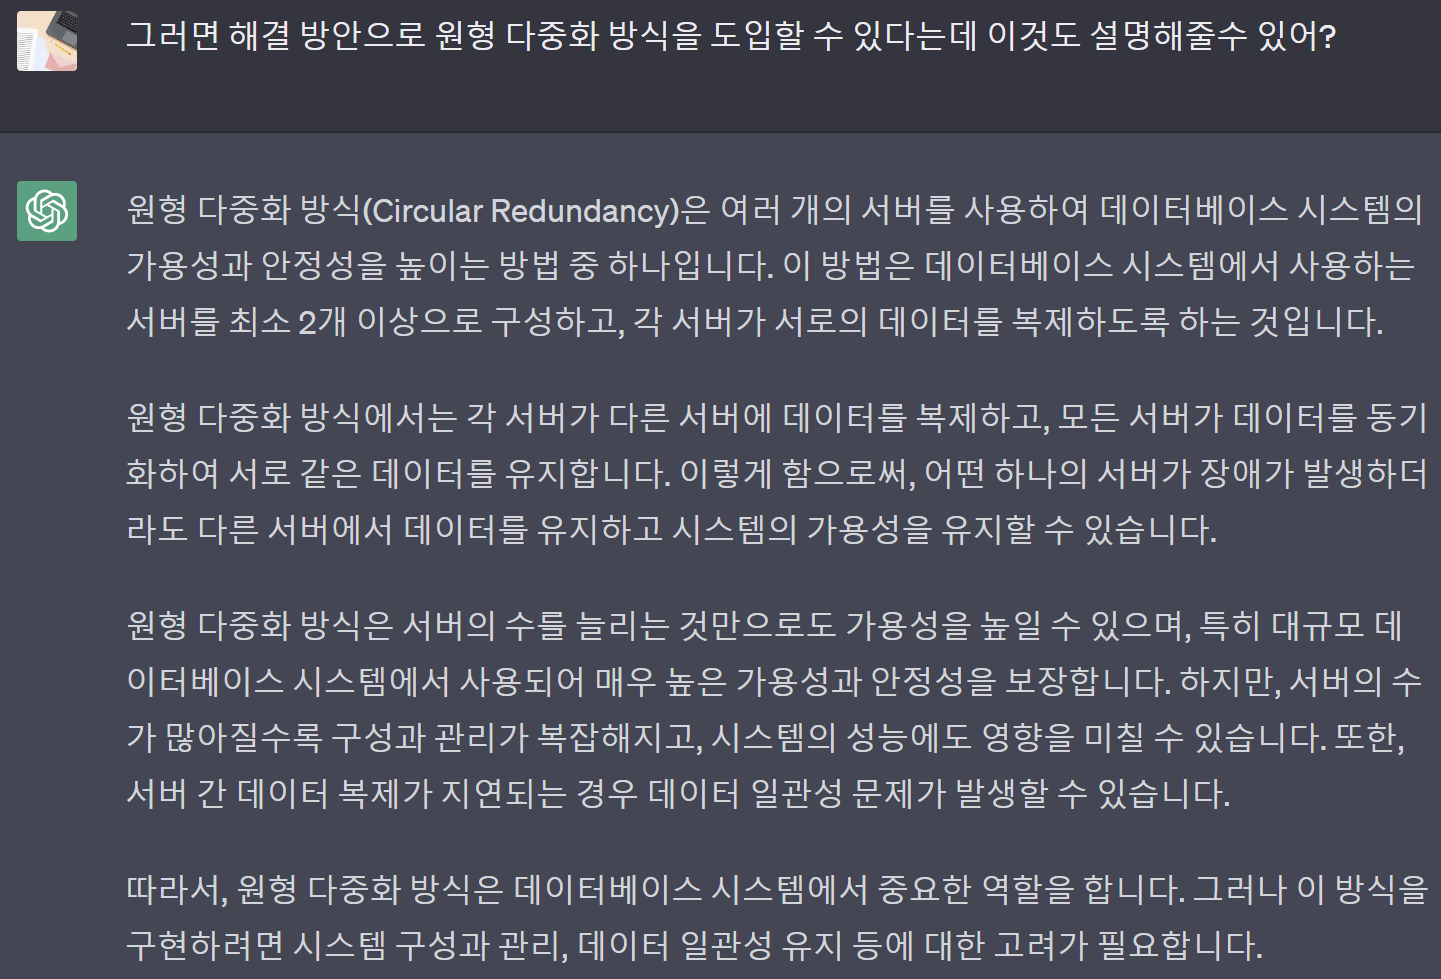 그러면 해결 방안으로 원형 다중화 방식을 도입할 수 있다는데 이것도 설명해줄수 있어?
원형 다중화 방식(Circular Redundancy)은 여러 개의 서버를 사용하여 데이터베이스 시스템의
가용성과 안정성을 높이는 방법 중 하나입니다. 이 방법은 데이터베이스 시스템에서 사용하는
서버를 최소 2개 이상으로 구성하고, 각 서버가 서로의 데이터를 복제하도록 하는 것입니다.
원형 다중화 방식에서는 각 서버가 다른 서버에 데이터를 복제하고, 모든 서버가 데이터를 동기
화하여 서로 같은 데이터를 유지합니다. 이렇게 함으로써, 어떤 하나의 서버가 장애가 발생하더
라도 다른 서버에서 데이터를 유지하고 시스템의 가용성을 유지할 수 있습니다.
원형 다중화 방식은 서버의 수를 늘리는 것만으로도 가용성을 높일 수 있으며, 특히 대규모 데
이터베이스 시스템에서 사용되어 매우 높은 가용성과 안정성을 보장합니다. 하지만, 서버의 수
가 많아질수록 구성과 관리가 복잡해지고, 시스템의 성능에도 영향을 미칠 수 있습니다. 또한,
서버 간 데이터 복제가 지연되는 경우 데이터 일관성 문제가 발생할 수 있습니다.
따라서, 원형 다중화 방식은 데이터베이스 시스템에서 중요한 역할을 합니다. 그러나 이 방식을
구현하려면 시스템 구성과 관리, 데이터 일관성 유지 등에 대한 고려가 필요합니다.